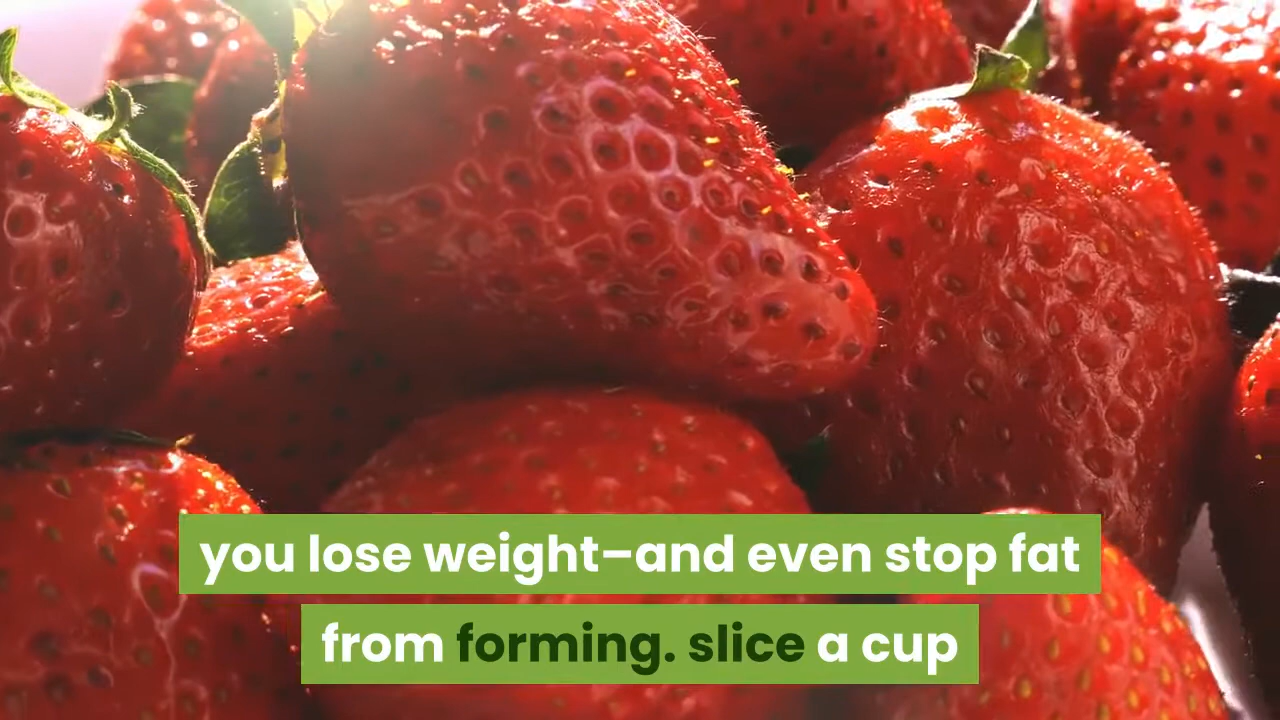 you lose weight–and even stop fat
from forming. slice a cup